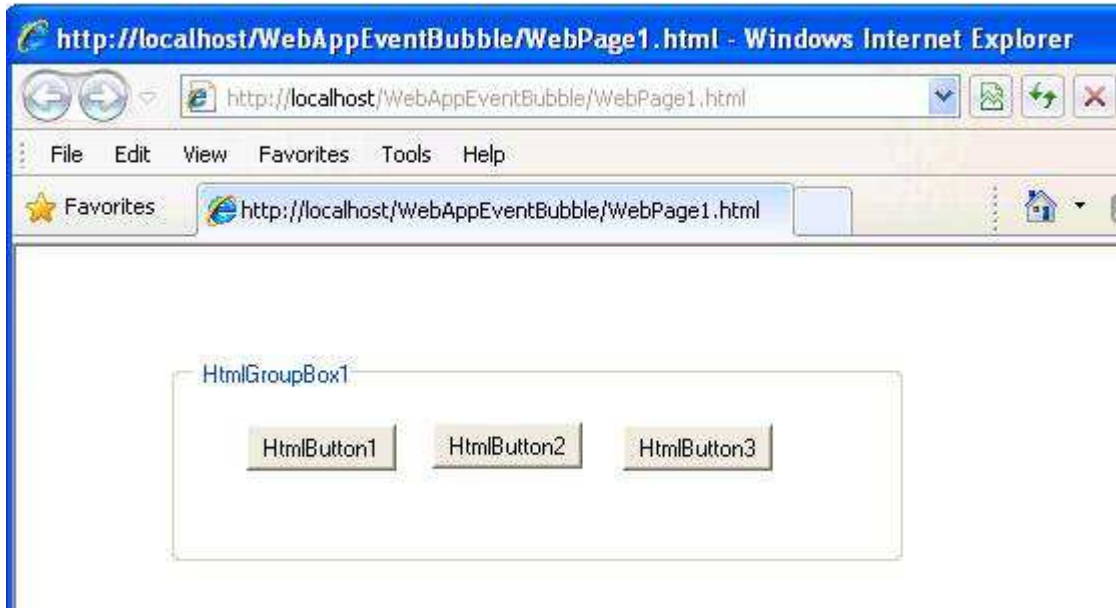 http://localhost/WebAppEventBubble/WebPage1.html - Windows Internet Explorer
http://localhost/WebAppEventBubble/WebPage1.html
File Edit View Favorites Tools Help
Favorites http://localhost/WebAppEventBubble/WebPage1.html
HtmlGroupBox1
HtmlButton1 HtmlButton2 HtmlButton3